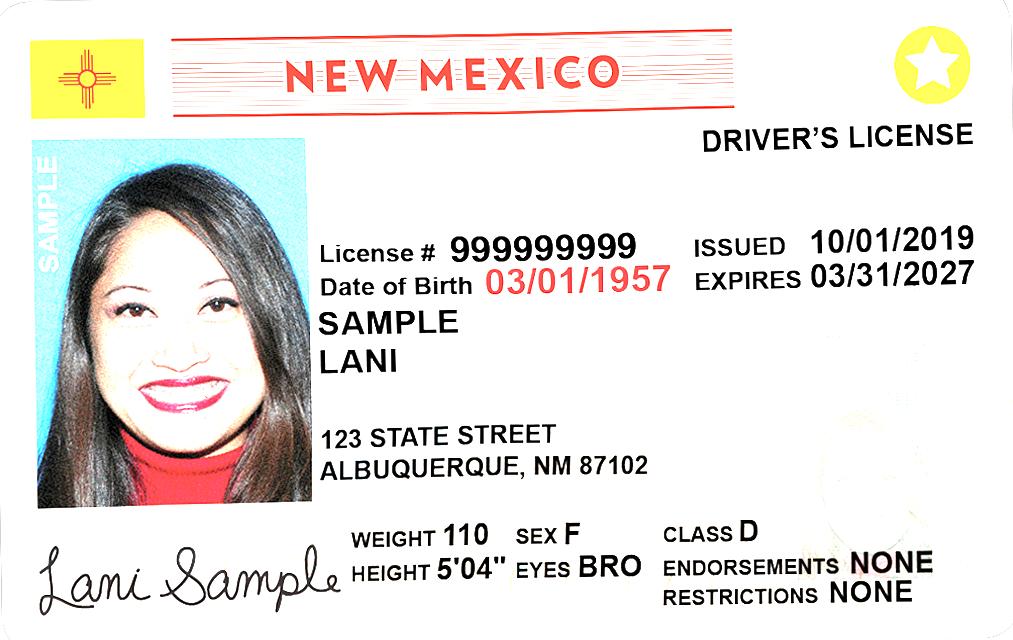 NEW MEXICO
DRIVER'S LICENSE
SAMPLE
License # 999999999
ISSUED 10/01/2019
Date of Birth 03/01/1957
EXPIRES 03/31/2027
SAMPLE
LANI
123 STATE STREET
ALBUQUERQUE, NM 87102
WEIGHT 110 SEX F CLASS D
HEIGHT 5'04" EYES BRO ENDORSEMENTS NONE
RESTRICTIONS NONE
Lani Sample